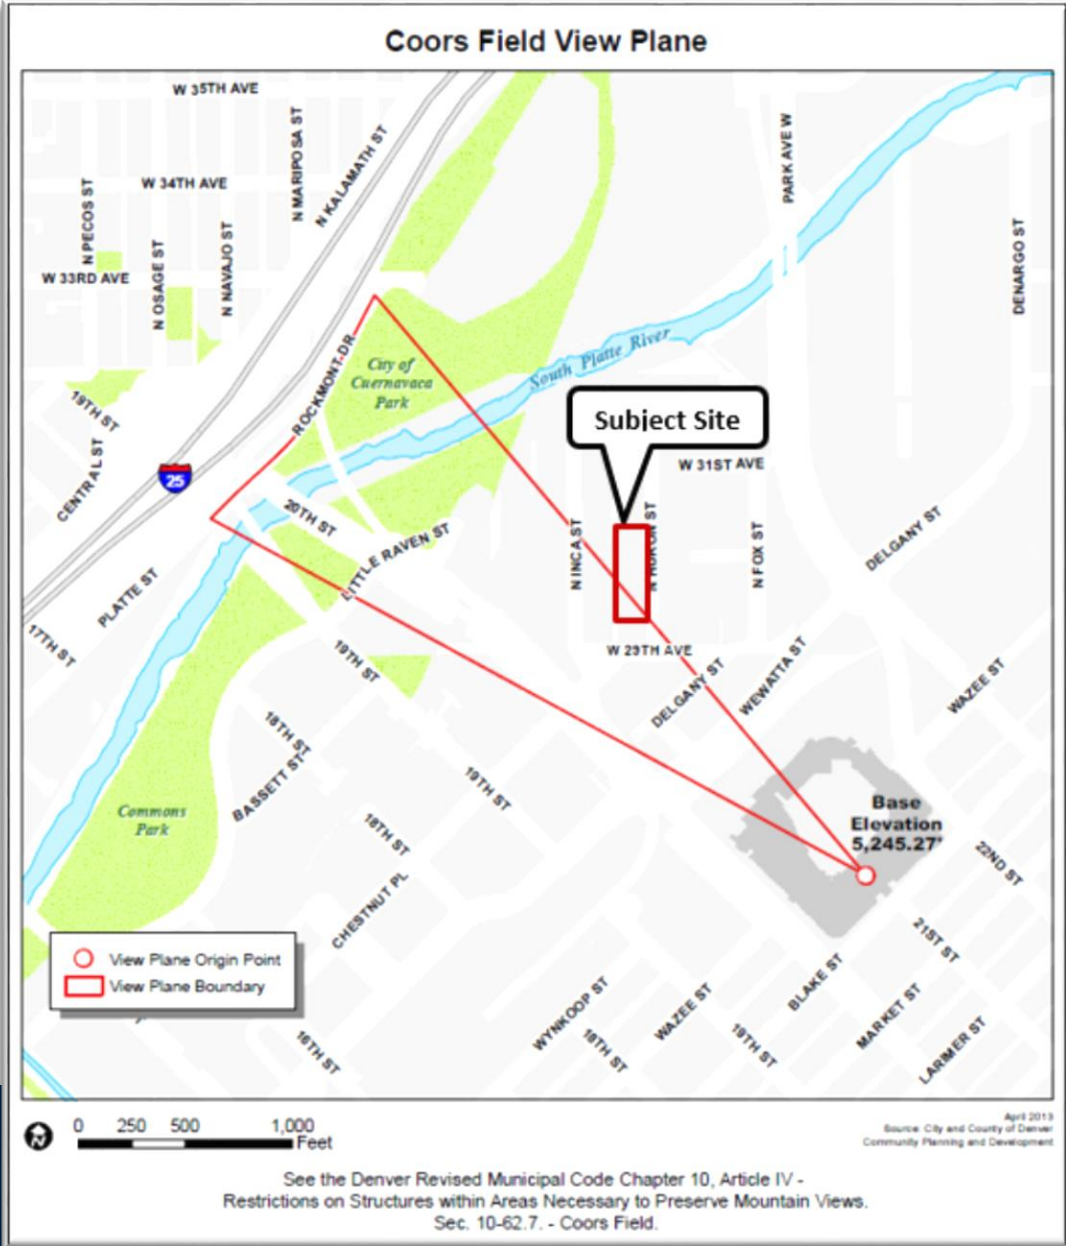 Coors Field View Plane
W 35TH AVE
N MARIPOSA ST
N KALAMATH ST
PARK AVE W
W 34TH AVE
N PECOS ST
N OSAGE ST
N NAVAJO ST
DENARGO ST
W 33RD AVE
ROCKMONT DR
City of
Cuernavaca
Park
South Platte River
19TH ST
CENTRAL ST
25
Subject Site
W 31ST AVE
20TH ST
N INCA ST
N HURON ST
N FOX ST
DELGANY ST
LITTLE RAVEN ST
PLATTE ST
17TH ST
19TH ST
W 29TH AVE
DELGANY ST
WEWATTA ST
WAZEE ST
18TH ST
BASSETT ST
19TH ST
Commons
Park
18TH ST
CHESTNUT PL
Base
Elevation
5,245.27'
22ND ST
21ST ST
View Plane Origin Point
View Plane Boundary
WYNKOOP ST
18TH ST
WAZEE ST
19TH ST
BLAKE ST
MARKET ST
LARIMER ST
16TH ST
N
0 250 500 1,000
Feet
April 2013
Source: City and County of Denver
Community Planning and Development
See the Denver Revised Municipal Code Chapter 10, Article IV -
Restrictions on Structures within Areas Necessary to Preserve Mountain Views.
Sec. 10-62.7. - Coors Field.